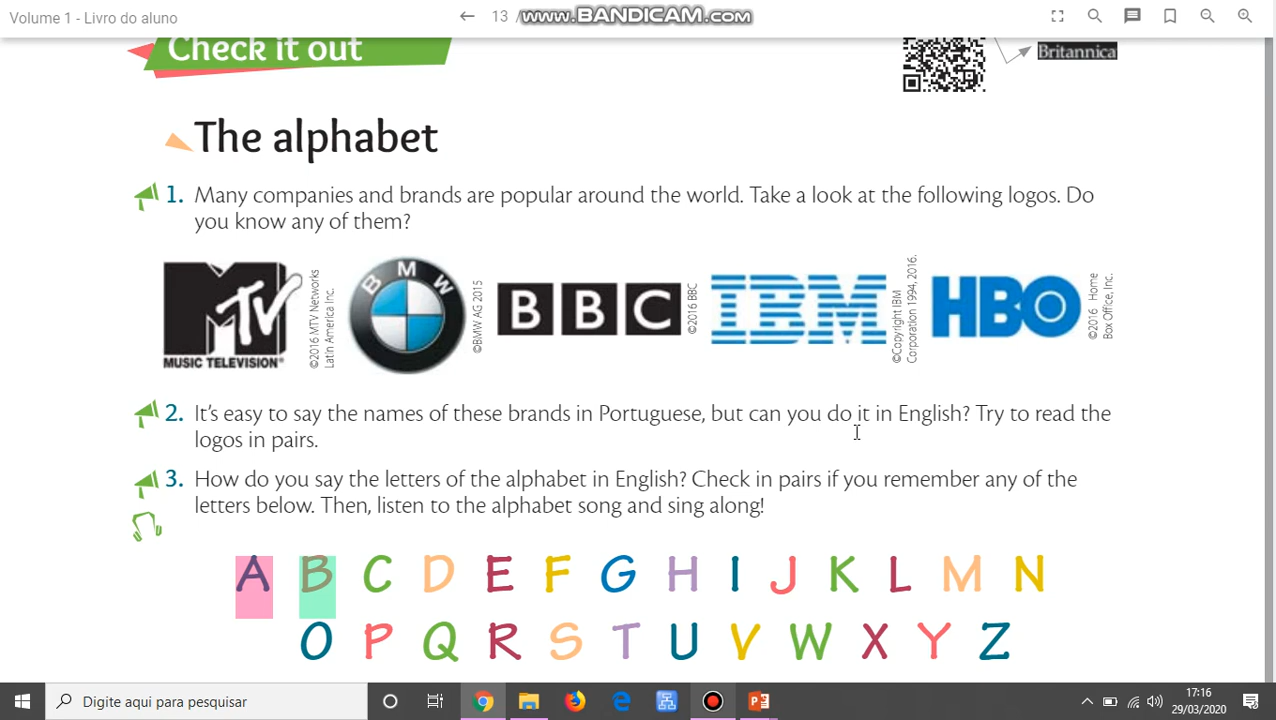 Volume 1 - Livro do aluno
13 /
www.BANDICAM.com
Check it out
Britannica
The alphabet
1. Many companies and brands are popular around the world. Take a look at the following logos. Do
you know any of them?
MTV
MUSIC TELEVISION®
©2016 MTV Networks
Latin America Inc.
BMW
©BMW AG 2015
BBC
©2016 BBC
IBM
©Copyright IBM
Corporation 1994, 2016.
HBO
©2016 Home
Box Office, Inc.
2. It's easy to say the names of these brands in Portuguese, but can you do it in English? Try to read the
logos in pairs.
3. How do you say the letters of the alphabet in English? Check in pairs if you remember any of the
letters below. Then, listen to the alphabet song and sing along!
A B C D E F G H I J K L M N
O P Q R S T U V W X Y Z
Digite aqui para pesquisar
17:16
29/03/2020